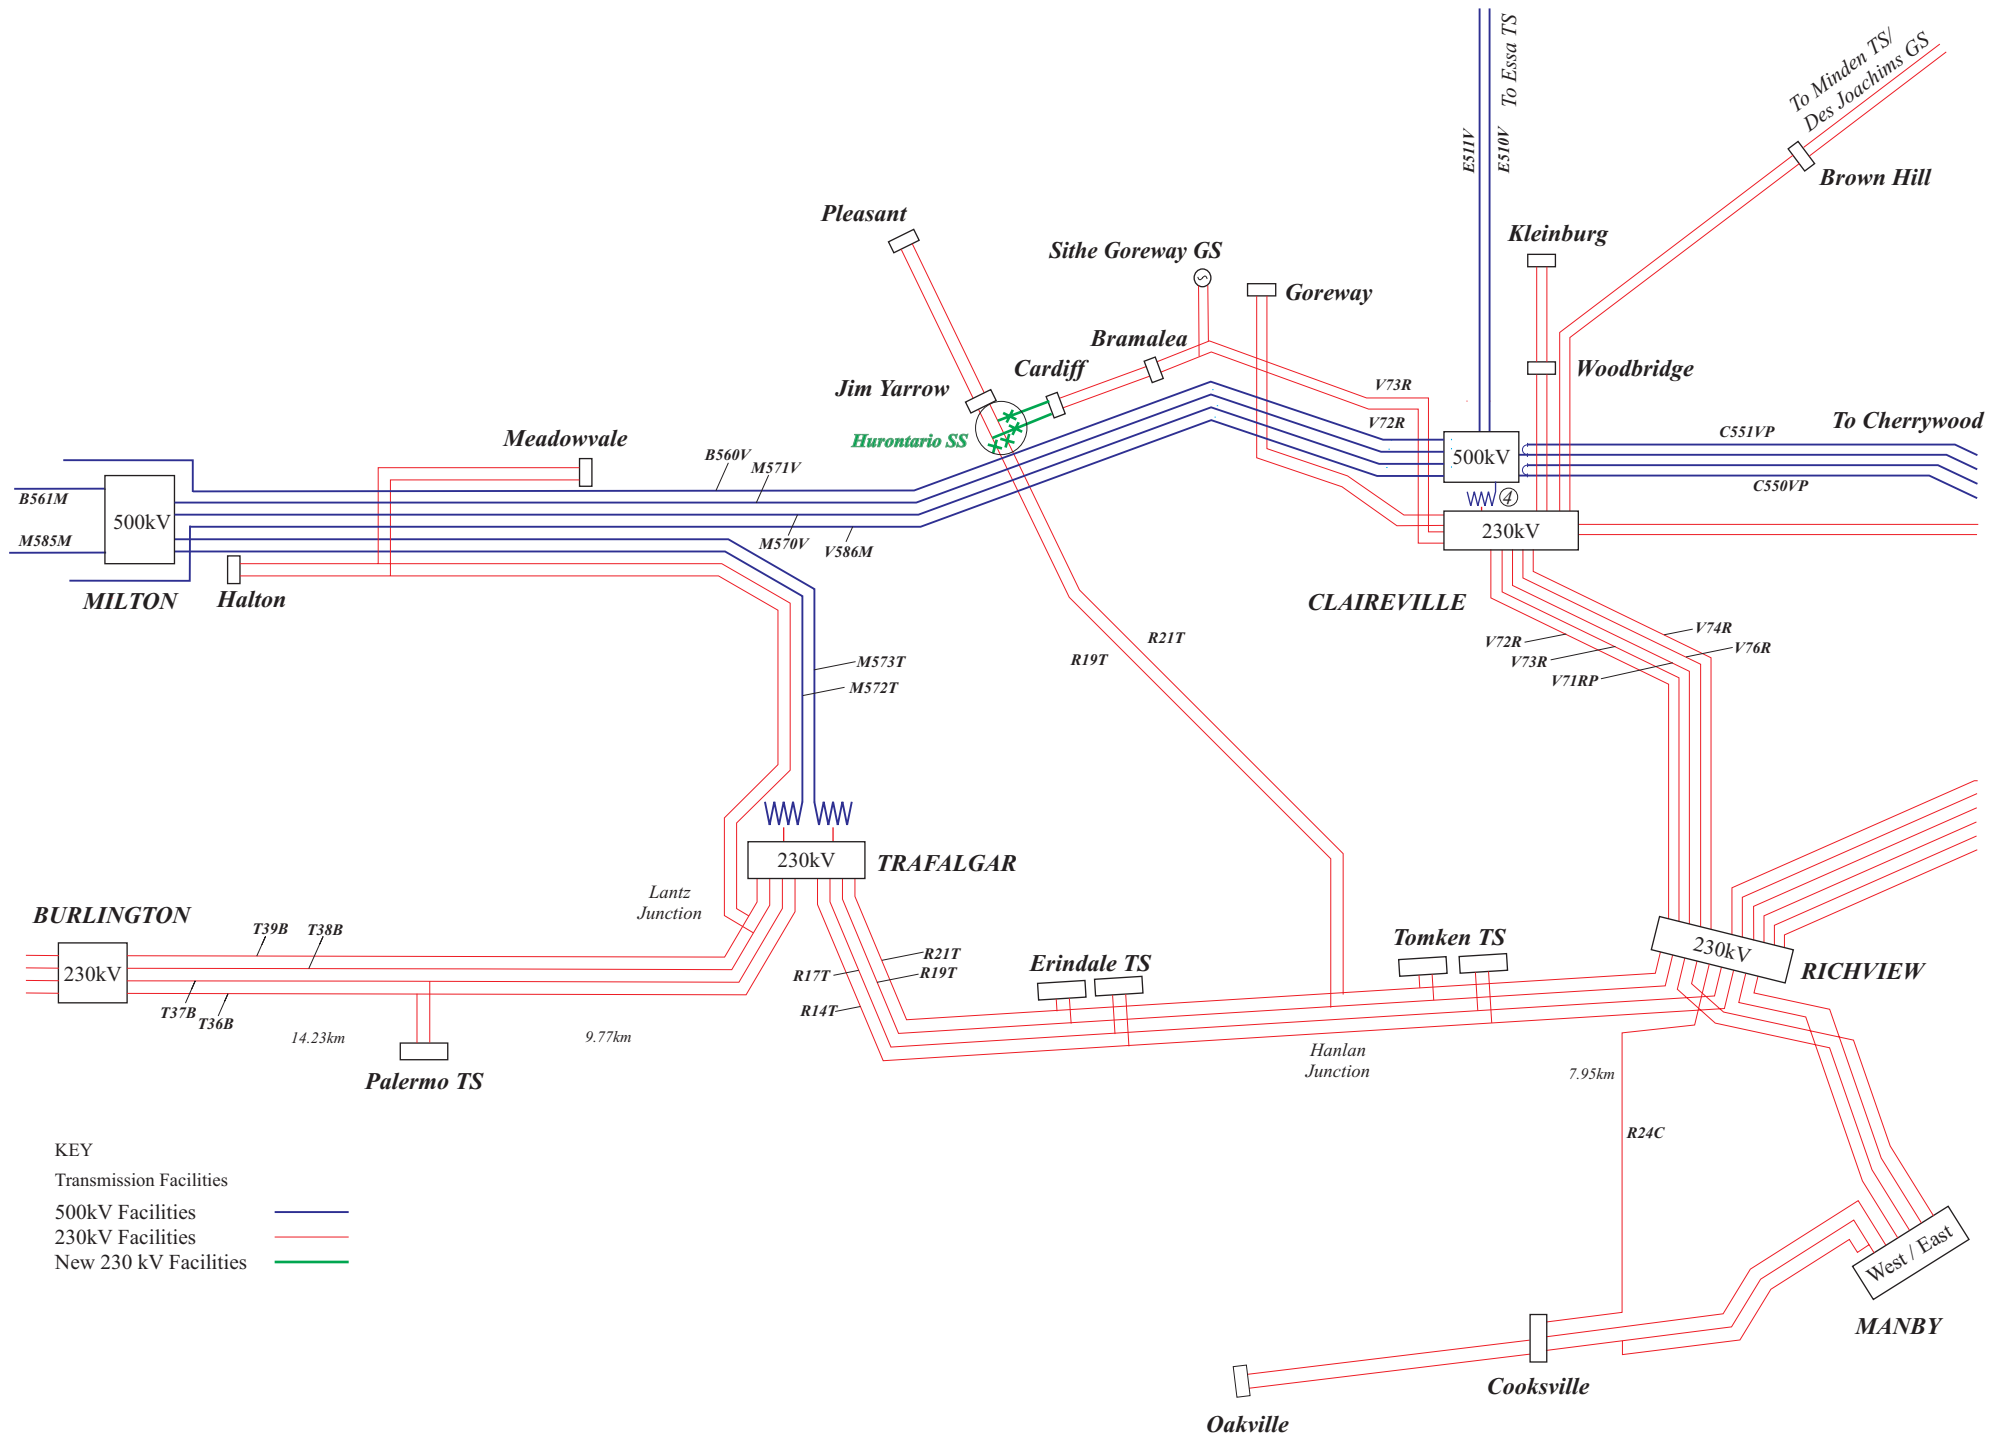 To Essa TS
E511V
E510V
To Minden TS/
Des Joachims GS
Brown Hill
Pleasant
Sithe Goreway GS
Goreway
Kleinburg
Bramalea
Cardiff
Jim Yarrow
Woodbridge
V73R
V72R
Hurontario SS
Meadowvale
To Cherrywood
C551VP
C550VP
B560V
M571V
M570V
V586M
500kV
4
230kV
CLAIREVILLE
B561M
M585M
500kV
MILTON
Halton
R21T
R19T
V74R
V76R
V72R
V73R
V71RP
M573T
M572T
230kV
TRAFALGAR
Lantz
Junction
BURLINGTON
230kV
T39B
T38B
T37B
T36B
14.23km
9.77km
Palermo TS
R21T
R19T
R17T
R14T
Erindale TS
Tomken TS
230kV
RICHVIEW
Hanlan
Junction
7.95km
R24C
West / East
MANBY
Cooksville
Oakville
KEY
Transmission Facilities
500kV Facilities
230kV Facilities
New 230 kV Facilities